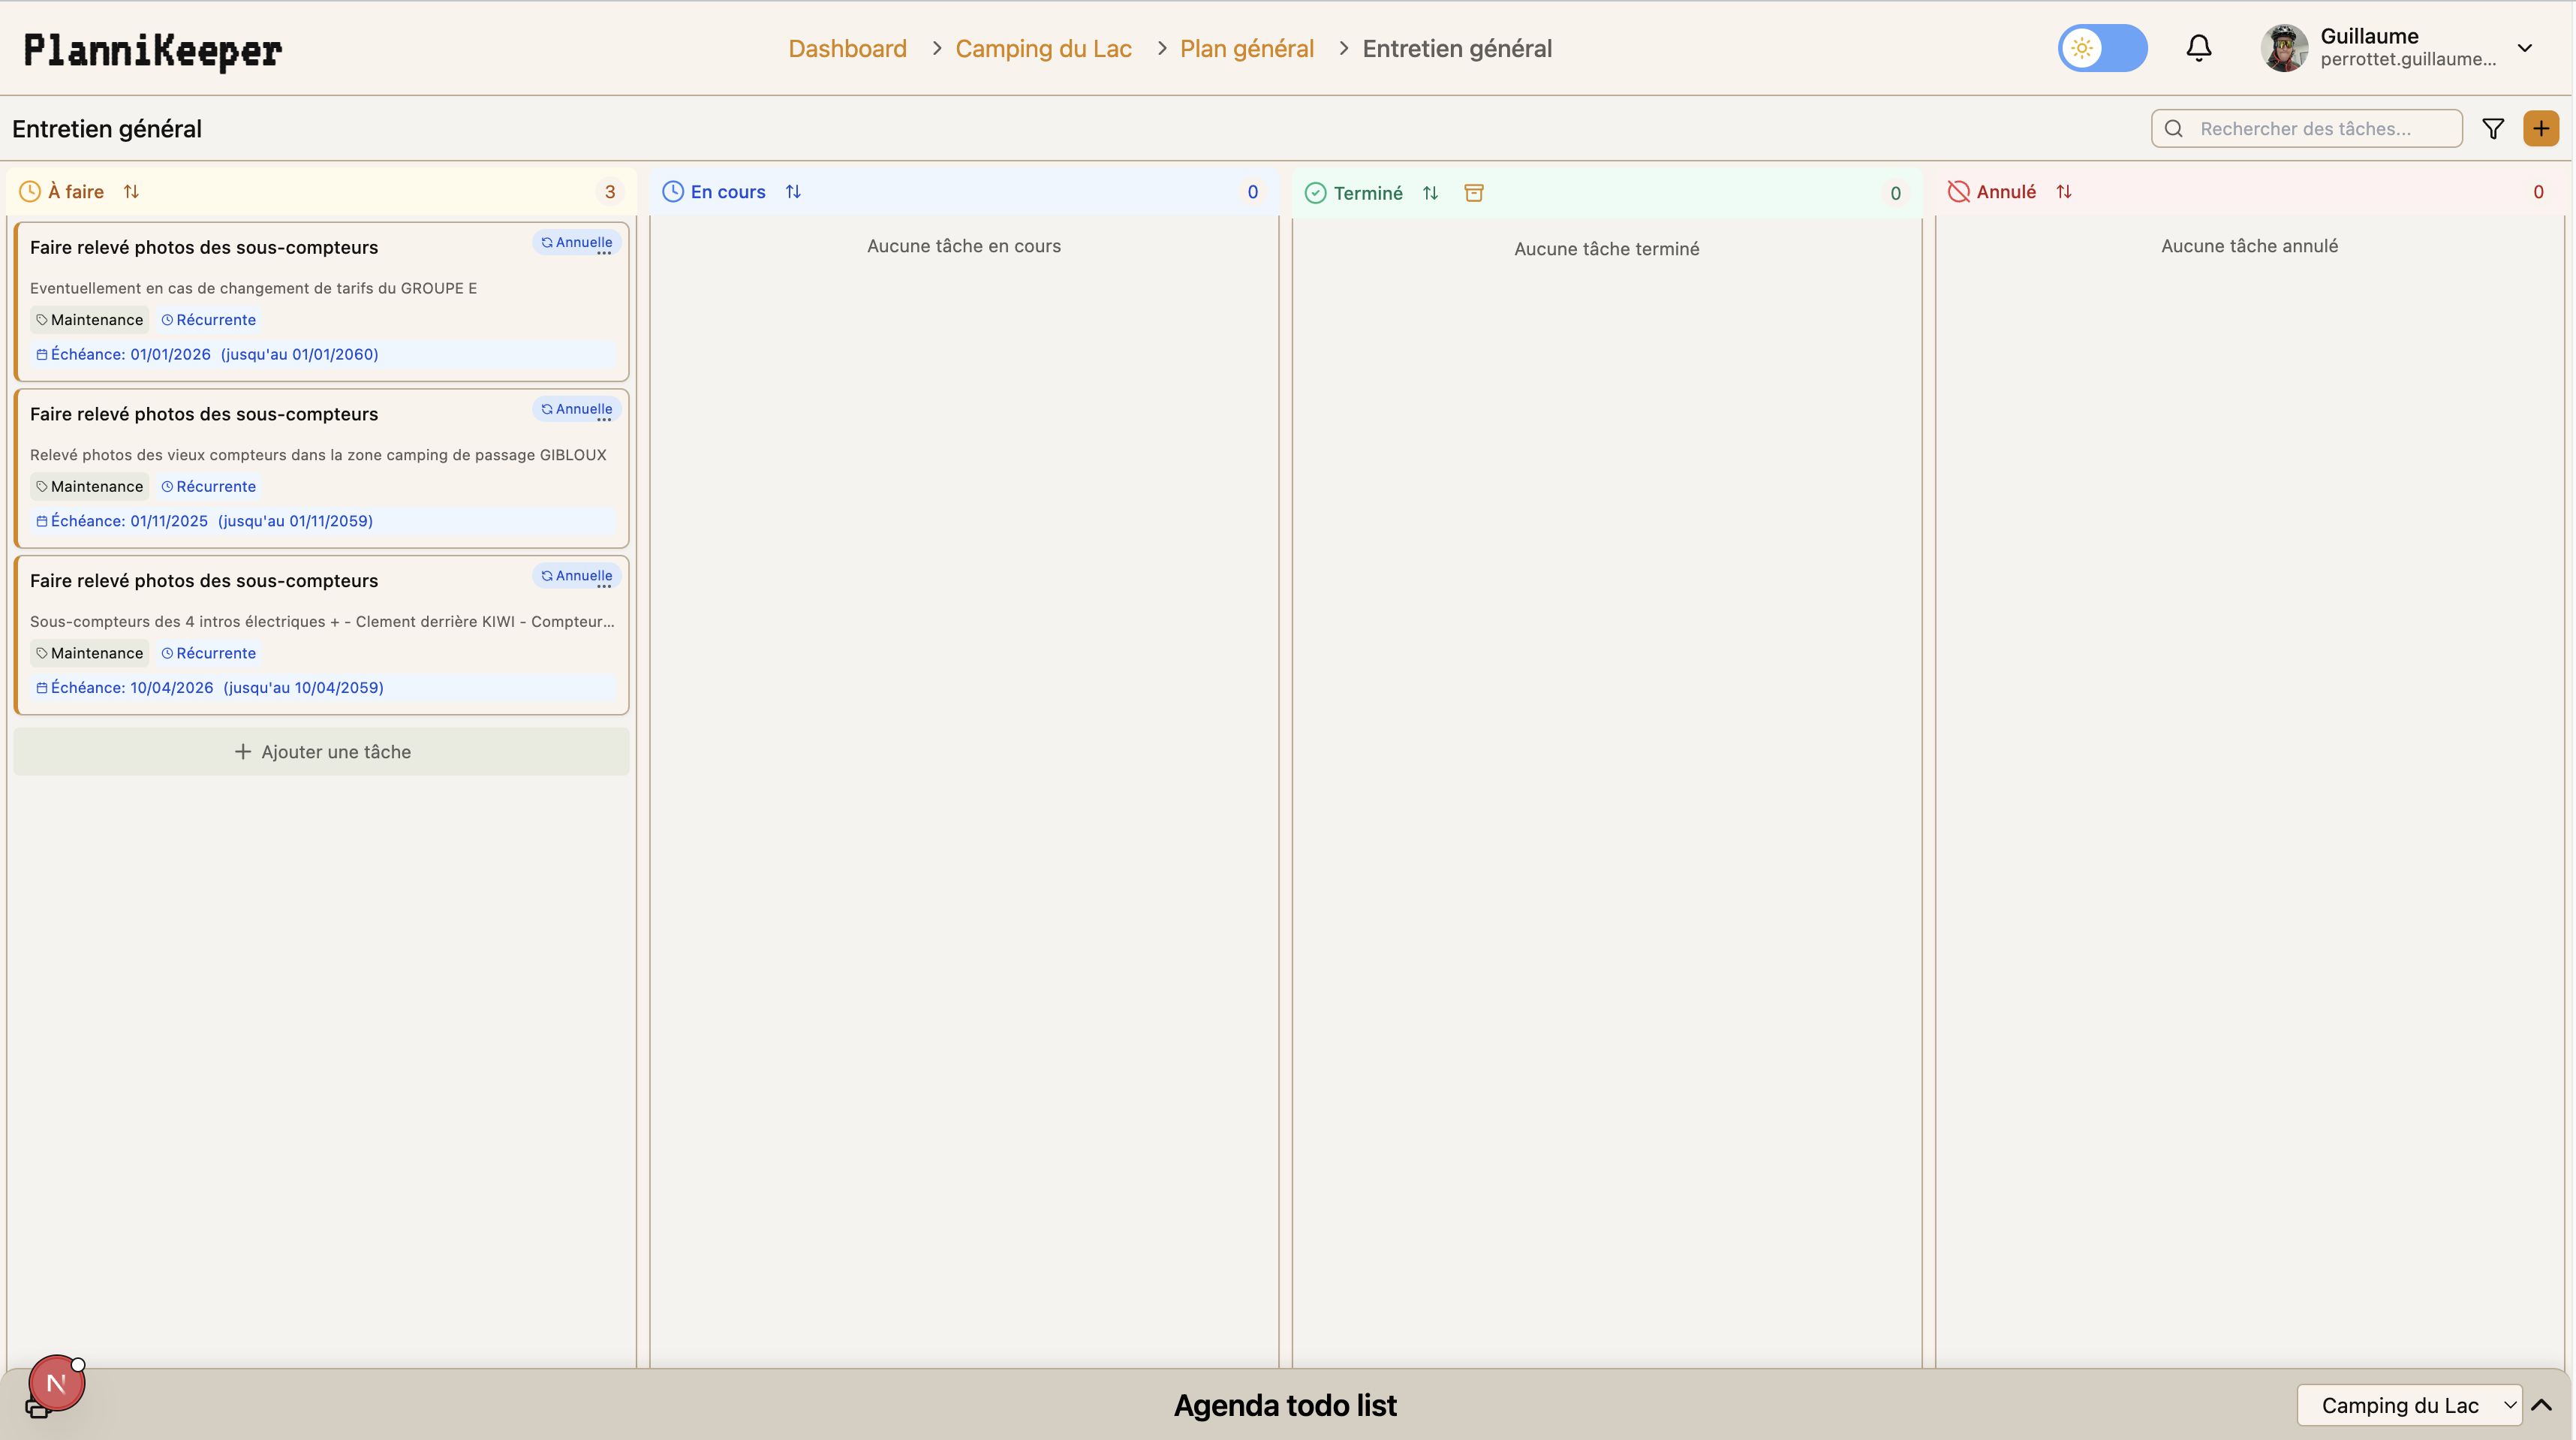 PlanniKeeper
Dashboard > Camping du Lac > Plan général > Entretien général
Guillaume
perrottet.guillaume...
Entretien général
Rechercher des tâches...
À faire 3
Faire relevé photos des sous-compteurs
Annuelle
Eventuellement en cas de changement de tarifs du GROUPE E
Maintenance Récurrente
Échéance: 01/01/2026 (jusqu'au 01/01/2060)
Faire relevé photos des sous-compteurs
Annuelle
Relevé photos des vieux compteurs dans la zone camping de passage GIBLOUX
Maintenance Récurrente
Échéance: 01/11/2025 (jusqu'au 01/11/2059)
Faire relevé photos des sous-compteurs
Annuelle
Sous-compteurs des 4 intros électriques + - Clement derrière KIWI - Compteur...
Maintenance Récurrente
Échéance: 10/04/2026 (jusqu'au 10/04/2059)
+ Ajouter une tâche
En cours 0
Aucune tâche en cours
Terminé 0
Aucune tâche terminé
Annulé 0
Aucune tâche annulé
N
Agenda todo list
Camping du Lac